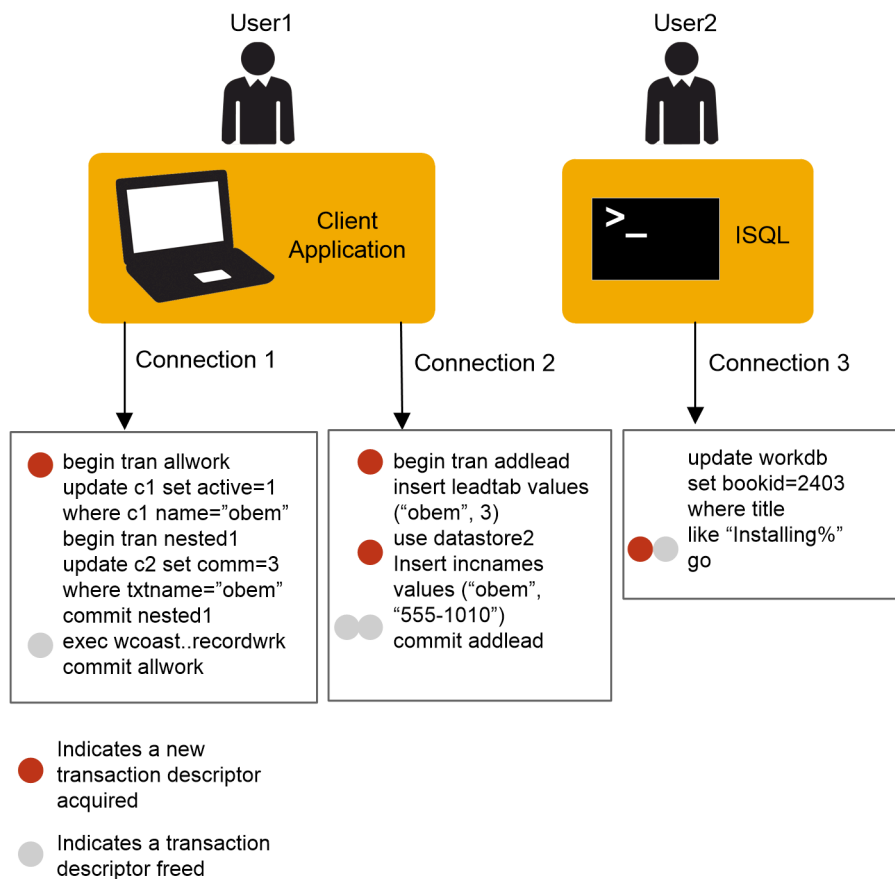 User1
User2
Client
Application
>_
ISQL
Connection 1
Connection 2
Connection 3
begin tran allwork
update c1 set active=1
where c1 name=”obem”
begin tran nested1
update c2 set comm=3
where txtname=”obem”
commit nested1
exec wcoast..recordwrk
commit allwork
begin tran addlead
insert leadtab values
(“obem”, 3)
use datastore2
Insert incnames
values (“obem”,
“555-1010”)
commit addlead
update workdb
set bookid=2403
where title
like “Installing%”
go
Indicates a new
transaction descriptor
acquired
Indicates a transaction
descriptor freed